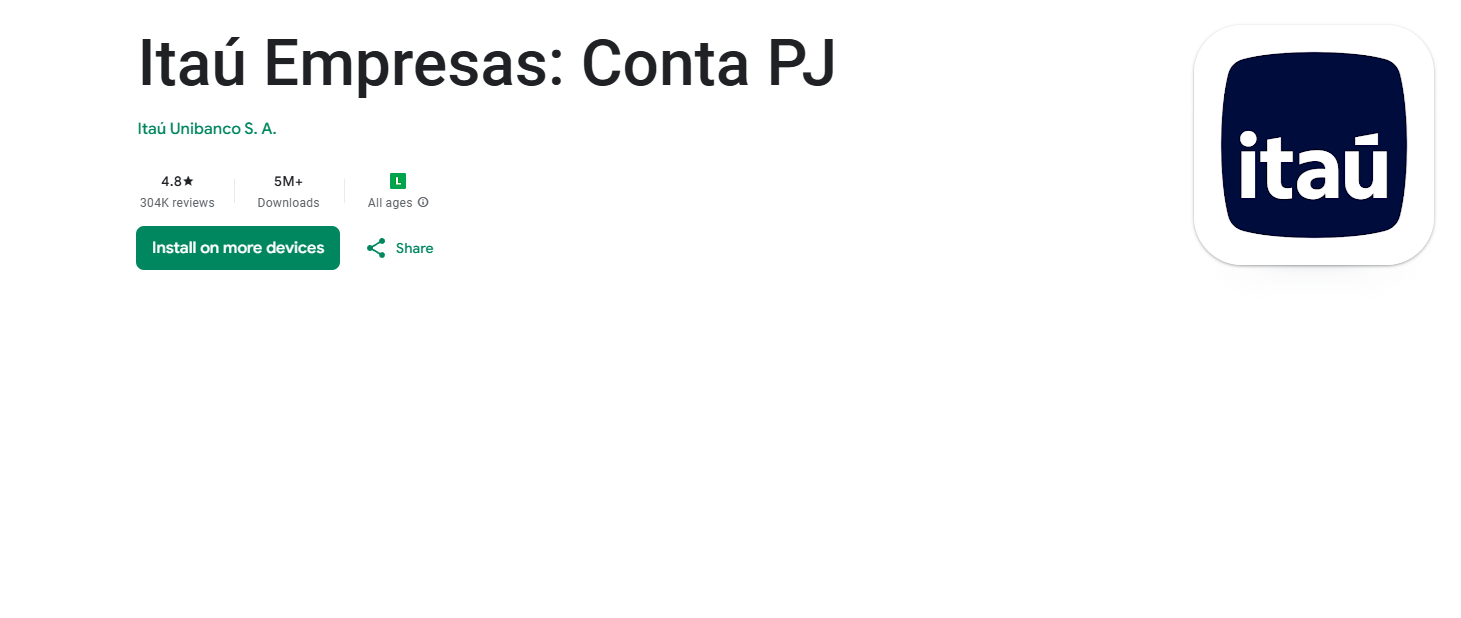 Itaú Empresas: Conta PJ
Itaú Unibanco S. A.
4.8★ 5M+ L
304K reviews Downloads All ages
Install on more devices Share
itaú